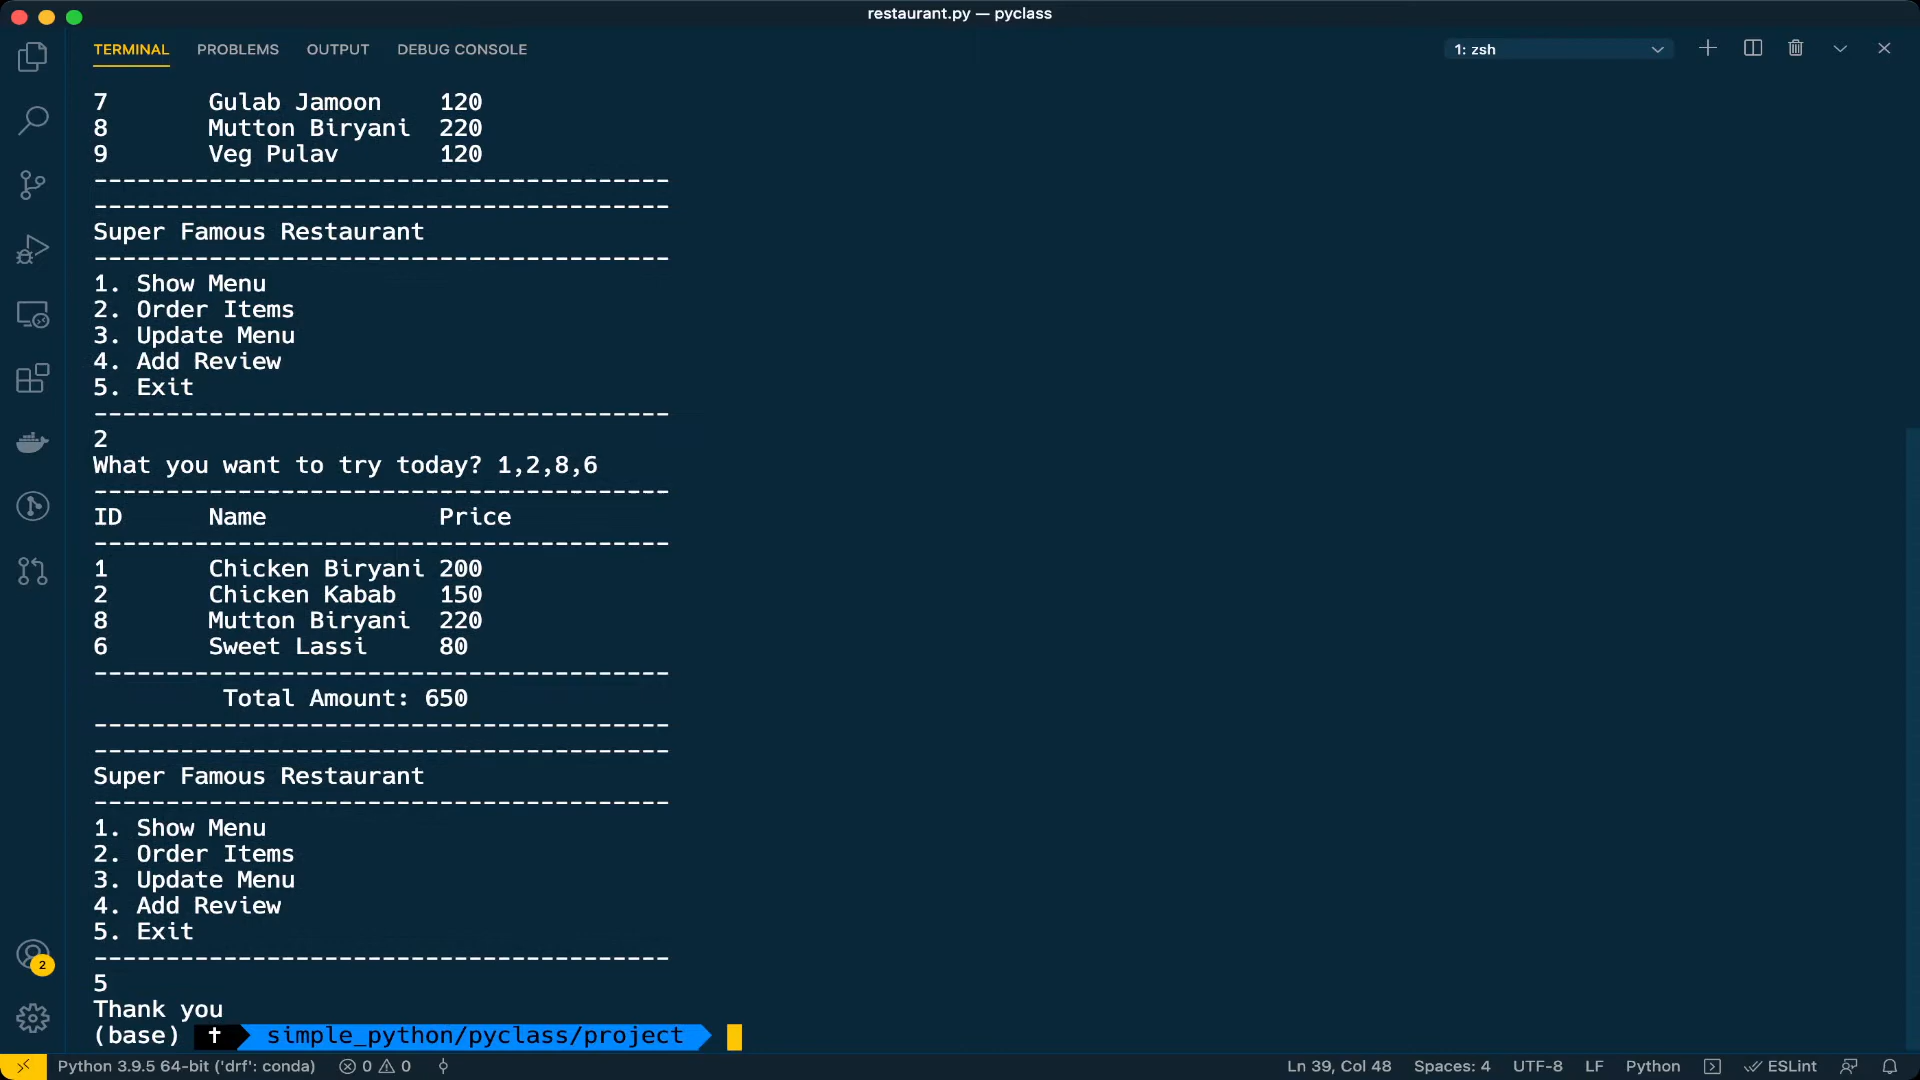 restaurant.py — pyclass
TERMINAL PROBLEMS OUTPUT DEBUG CONSOLE 1: zsh
7 Gulab Jamoon 120
8 Mutton Biryani 220
9 Veg Pulav 120
----------------------------------------
----------------------------------------
Super Famous Restaurant
----------------------------------------
1. Show Menu
2. Order Items
3. Update Menu
4. Add Review
5. Exit
----------------------------------------
2
What you want to try today? 1,2,8,6
----------------------------------------
ID Name Price
----------------------------------------
1 Chicken Biryani 200
2 Chicken Kabab 150
8 Mutton Biryani 220
6 Sweet Lassi 80
----------------------------------------
Total Amount: 650
----------------------------------------
----------------------------------------
Super Famous Restaurant
----------------------------------------
1. Show Menu
2. Order Items
3. Update Menu
4. Add Review
5. Exit
----------------------------------------
5
Thank you
(base) † simple_python/pyclass/project
2
Python 3.9.5 64-bit ('drf': conda) 0 0 Ln 39, Col 48 Spaces: 4 UTF-8 LF Python ESLint